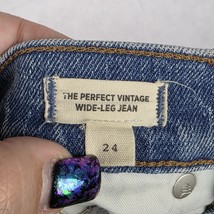 THE PERFECT VINTAGE
WIDE-LEG JEAN
24